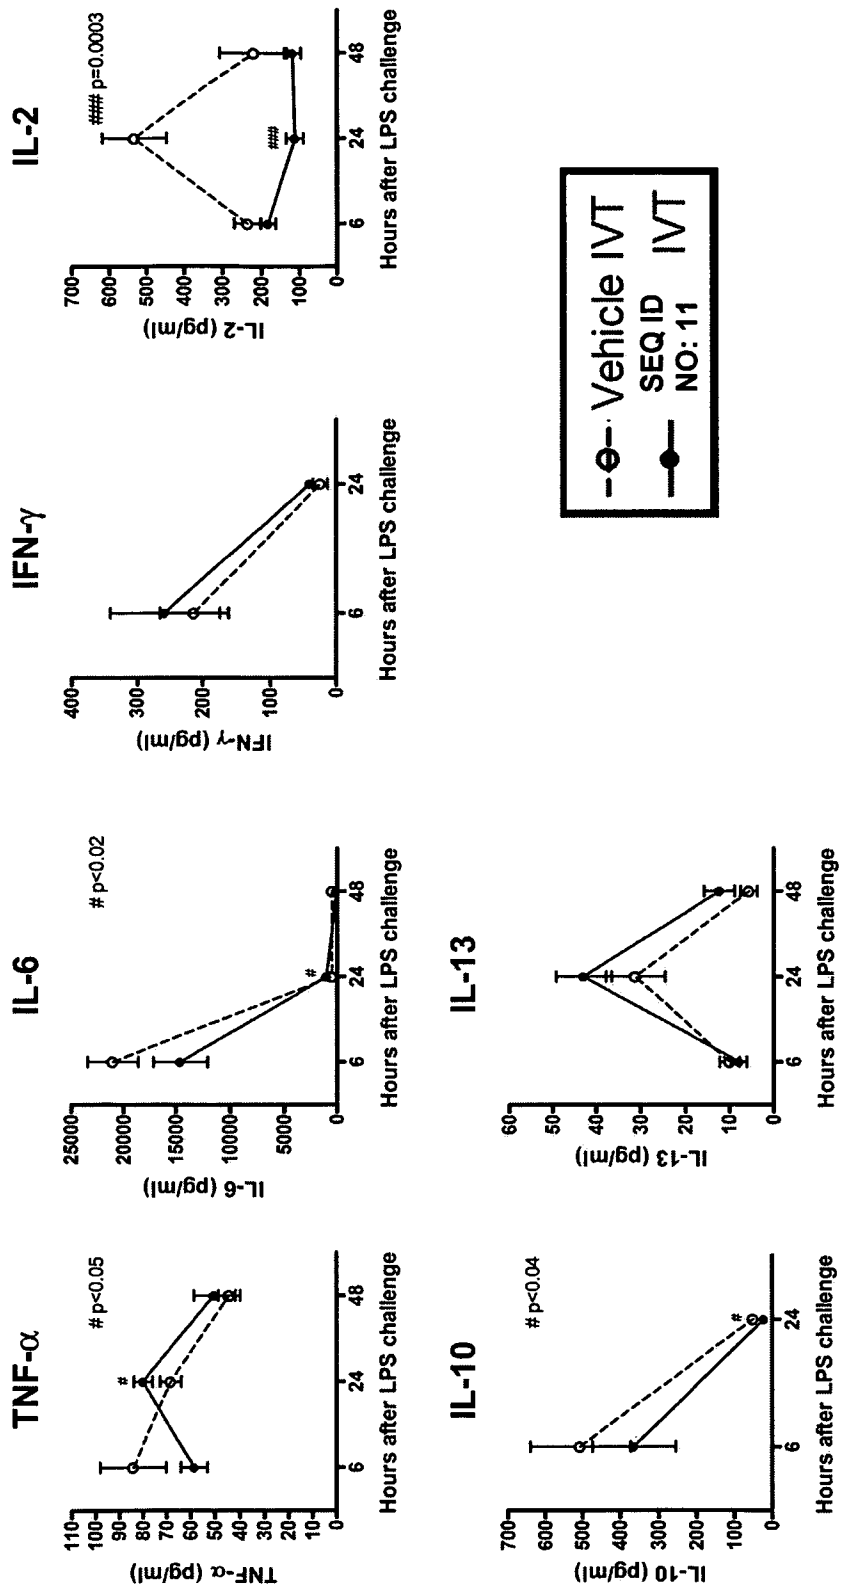 TNF-α
# p<0.05
TNF-α (pg/ml)
110
100
90
80
70
60
50
40
30
20
10
0
#
6
24
48
Hours after LPS challenge
IL-6
# p<0.02
IL-6 (pg/ml)
25000
20000
15000
10000
5000
0
#
6
24
48
Hours after LPS challenge
IFN-γ
IFN-γ (pg/ml)
400
300
200
100
0
6
24
Hours after LPS challenge
IL-2
### p=0.0003
IL-2 (pg/ml)
700
600
500
400
300
200
100
0
###
6
24
48
Hours after LPS challenge
IL-10
# p<0.04
IL-10 (pg/ml)
700
600
500
400
300
200
100
0
#
6
24
Hours after LPS challenge
IL-13
IL-13 (pg/ml)
60
50
40
30
20
10
0
6
24
48
Hours after LPS challenge
Vehicle IVT
SEQ ID IVT
NO: 11